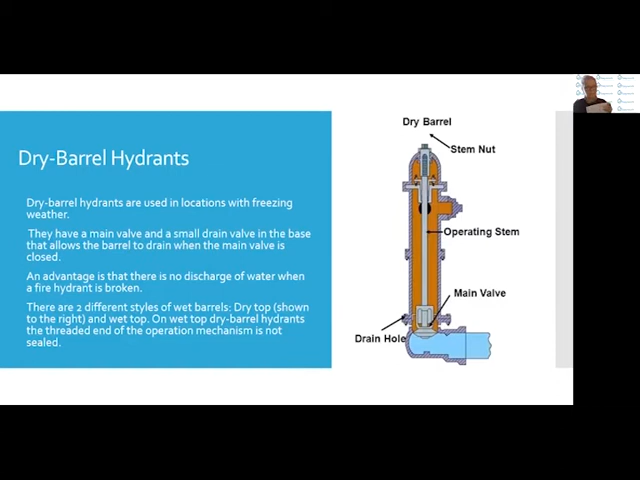 Dry-Barrel Hydrants
Dry-barrel hydrants are used in locations with freezing
weather.
They have a main valve and a small drain valve in the base
that allows the barrel to drain when the main valve is
closed.
An advantage is that there is no discharge of water when
a fire hydrant is broken.
There are 2 different styles of wet barrels: Dry top (shown
to the right) and wet top. On wet top dry-barrel hydrants
the threaded end of the operation mechanism is not
sealed.
Dry Barrel
Stem Nut
Operating Stem
Main Valve
Drain Hole